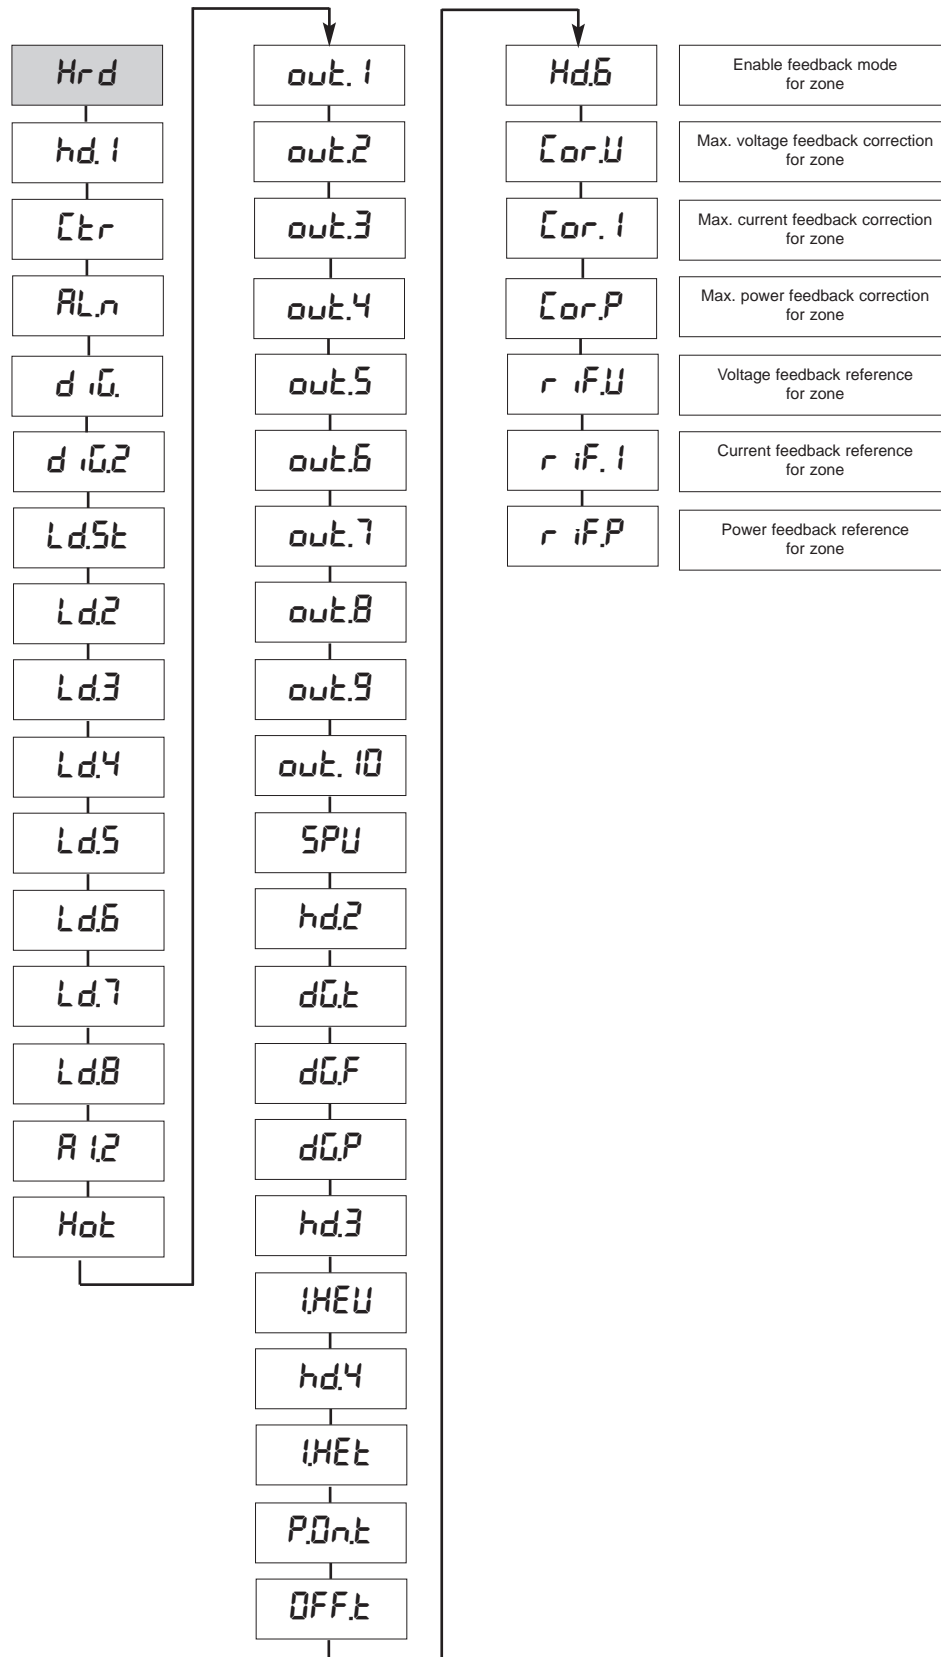 Hrd
hd.1
Ctr
AL.n
diG.
diG.2
Ld.St
Ld.2
Ld.3
Ld.4
Ld.5
Ld.6
Ld.7
Ld.8
A1.2
Hot
out.1
out.2
out.3
out.4
out.5
out.6
out.7
out.8
out.9
out.10
SPU
hd.2
dG.t
dG.F
dG.P
hd.3
I.HEU
hd.4
I.HEt
P.On.t
OFF.t
Hd.6
Enable feedback mode
for zone
Cor.U
Max. voltage feedback correction
for zone
Cor.1
Max. current feedback correction
for zone
Cor.P
Max. power feedback correction
for zone
riF.U
Voltage feedback reference
for zone
riF.1
Current feedback reference
for zone
riF.P
Power feedback reference
for zone